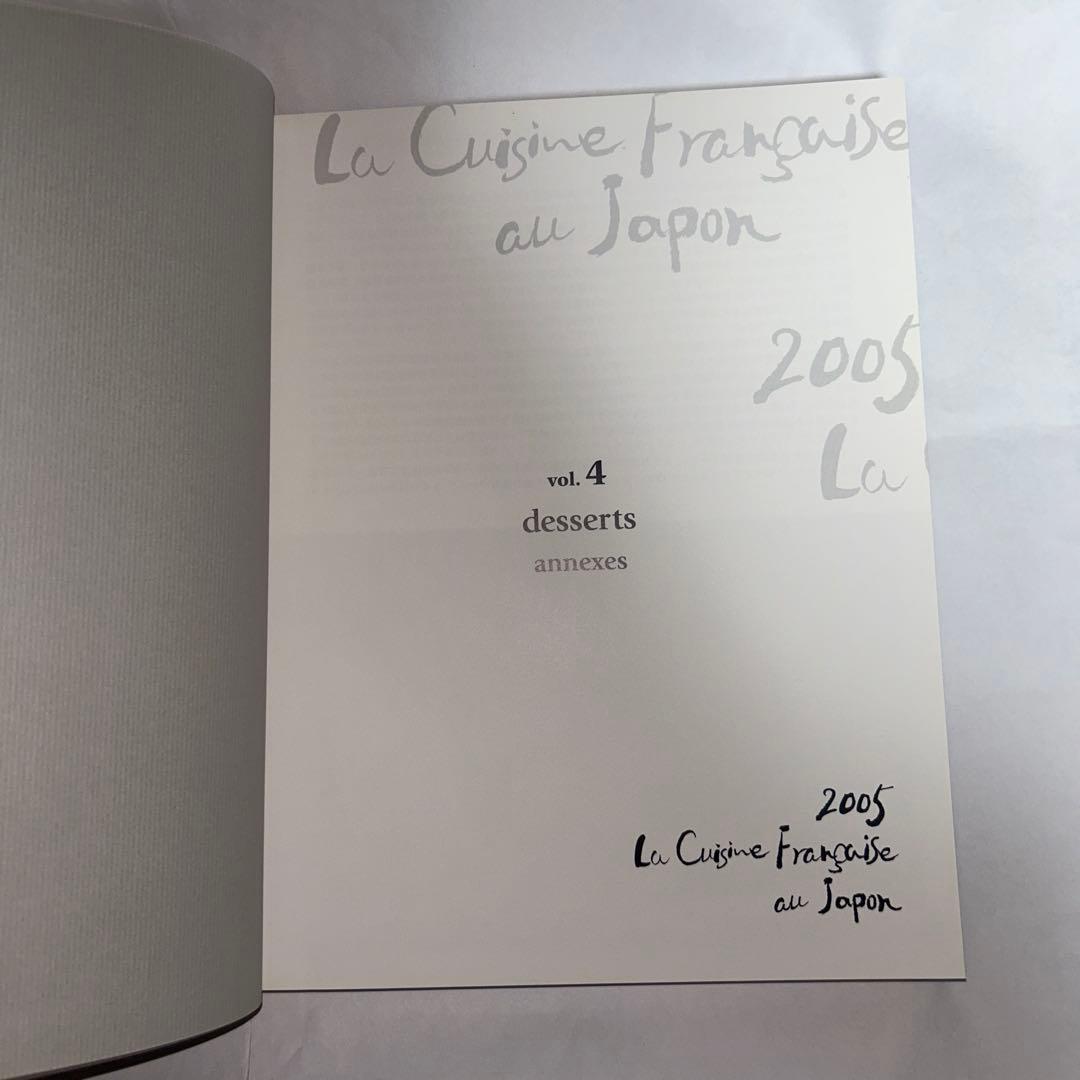 La Cuisine Française
au Japon
2005
La
vol. 4
desserts
annexes
2005
La Cuisine Française
au Japon